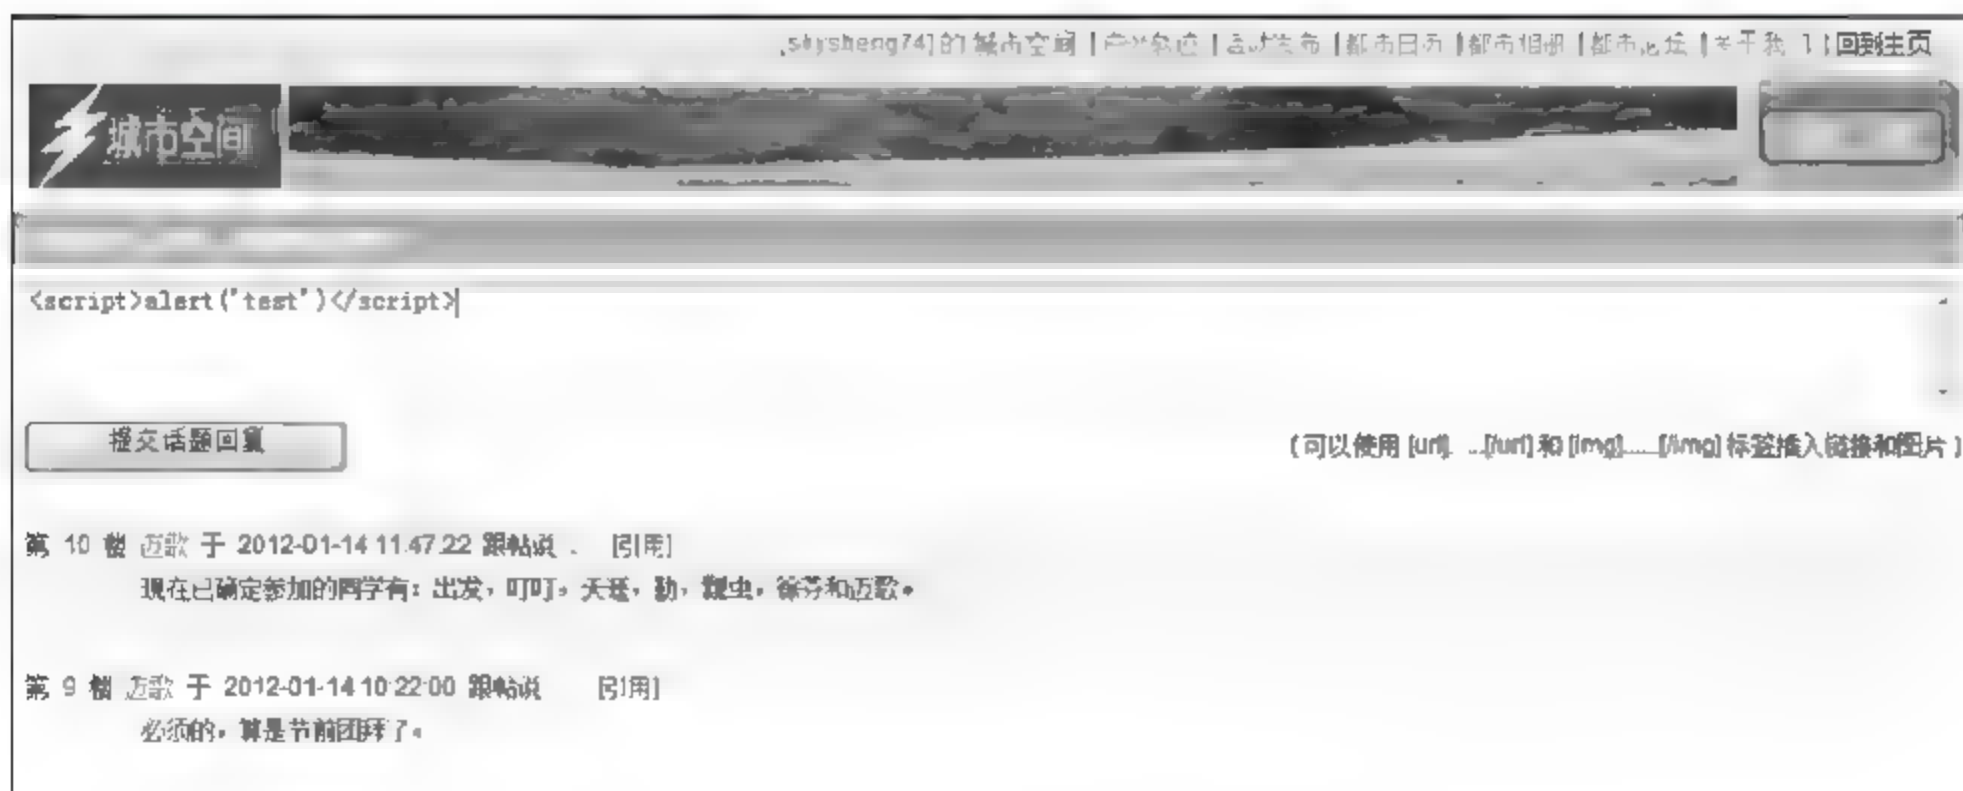 skysheng74]的 城市空间 | | | 都市日历 | 都市相册 | 都市论坛 | 关于我 ] | 回到主页
城市空间
<script>alert('test')</script>
提交话题回复
(可以使用 [url]......[/url] 和 [img]......[/img] 标签插入链接和图片)
第 10 楼 迈歌 于 2012-01-14 11:47:22 跟帖说: [引用]
现在已确定参加的同学有：出发，叮叮，天涯，勤，瓢虫，徐芬和迈歌。
第 9 楼 迈歌 于 2012-01-14 10:22:00 跟帖说: [引用]
必须的，算是节前团拜了。